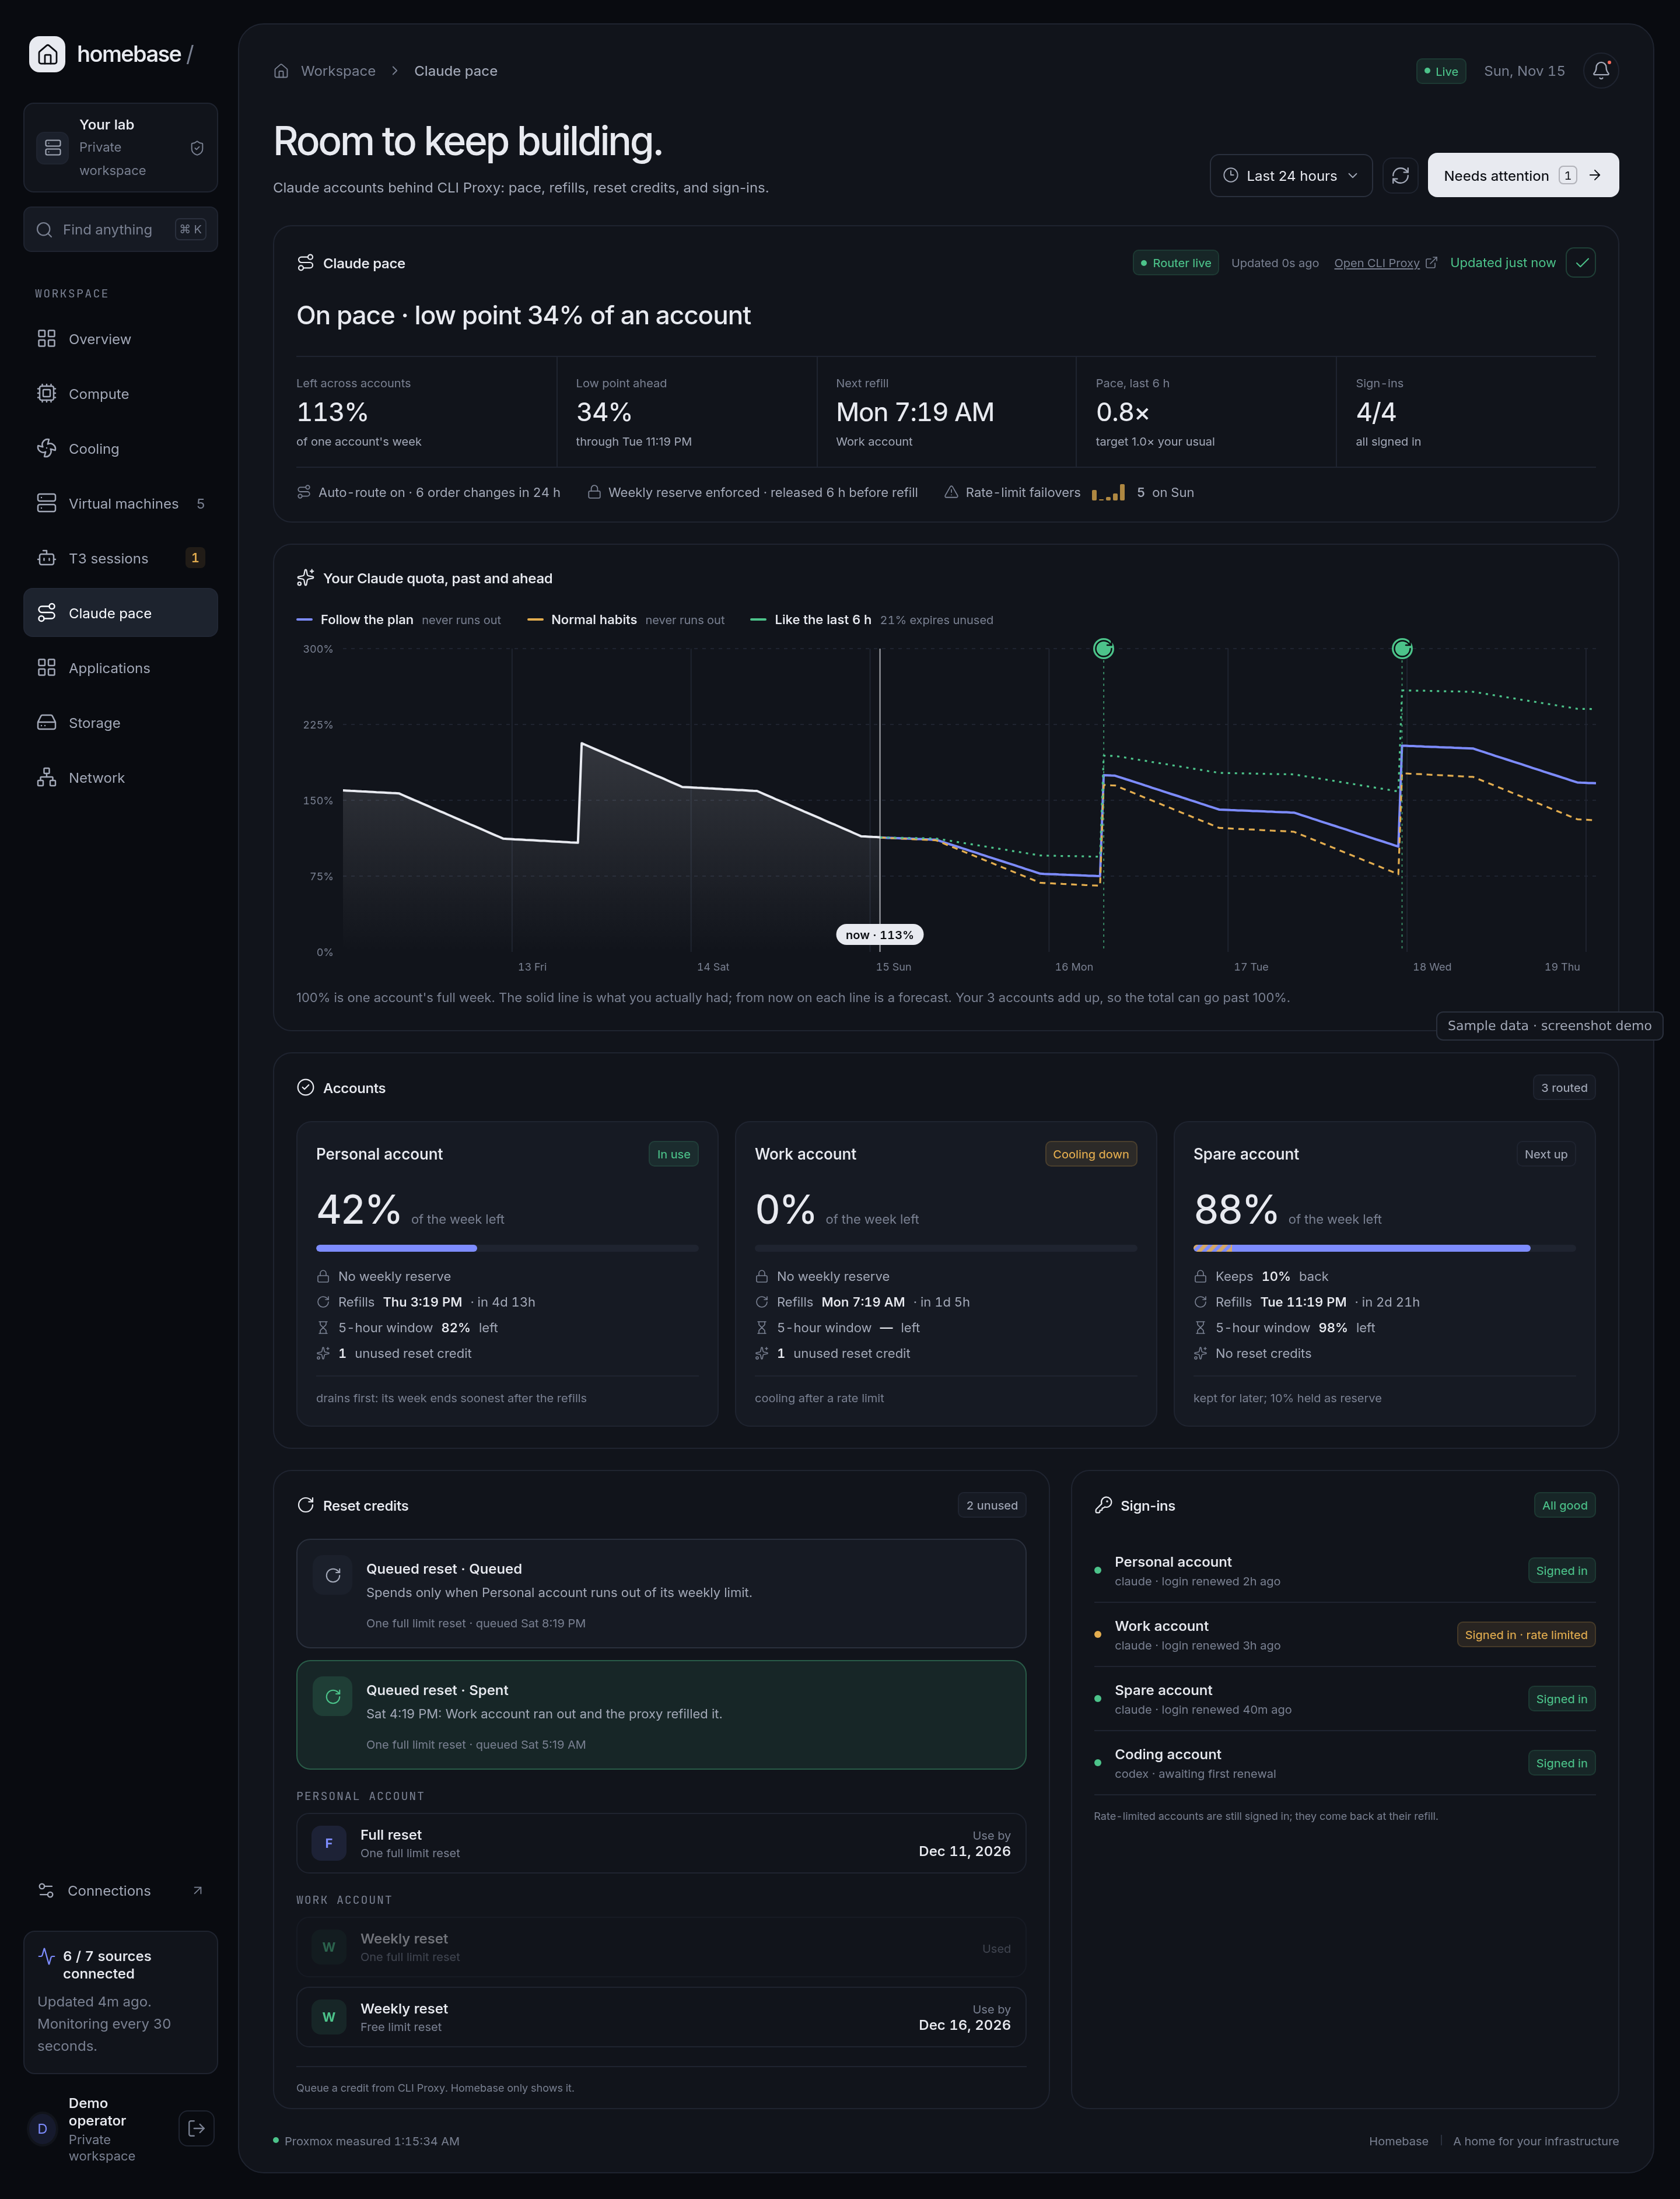 homebase /
Your lab
Private
workspace
Find anything ⌘ K
WORKSPACE
Overview
Compute
Cooling
Virtual machines 5
T3 sessions 1
Claude pace
Applications
Storage
Network
Connections
6 / 7 sources
connected
Updated 4m ago.
Monitoring every 30
seconds.
D
Demo
operator
Private
workspace
Workspace > Claude pace
Live Sun, Nov 15
Room to keep building.
Claude accounts behind CLI Proxy: pace, refills, reset credits, and sign-ins.
Last 24 hours
Needs attention 1
Claude pace
Router live Updated 0s ago Open CLI Proxy Updated just now
On pace · low point 34% of an account
Left across accounts
113%
of one account's week
Low point ahead
34%
through Tue 11:19 PM
Next refill
Mon 7:19 AM
Work account
Pace, last 6 h
0.8×
target 1.0× your usual
Sign-ins
4/4
all signed in
Auto-route on · 6 order changes in 24 h
Weekly reserve enforced · released 6 h before refill
Rate-limit failovers 5 on Sun
Your Claude quota, past and ahead
Follow the plan never runs out
Normal habits never runs out
Like the last 6 h 21% expires unused
300%
225%
150%
75%
0%
now · 113%
13 Fri
14 Sat
15 Sun
16 Mon
17 Tue
18 Wed
19 Thu
100% is one account's full week. The solid line is what you actually had; from now on each line is a forecast. Your 3 accounts add up, so the total can go past 100%.
Sample data · screenshot demo
Accounts
3 routed
Personal account
In use
42% of the week left
No weekly reserve
Refills Thu 3:19 PM · in 4d 13h
5-hour window 82% left
1 unused reset credit
drains first: its week ends soonest after the refills
Work account
Cooling down
0% of the week left
No weekly reserve
Refills Mon 7:19 AM · in 1d 5h
5-hour window — left
1 unused reset credit
cooling after a rate limit
Spare account
Next up
88% of the week left
Keeps 10% back
Refills Tue 11:19 PM · in 2d 21h
5-hour window 98% left
No reset credits
kept for later; 10% held as reserve
Reset credits
2 unused
Queued reset · Queued
Spends only when Personal account runs out of its weekly limit.
One full limit reset · queued Sat 8:19 PM
Queued reset · Spent
Sat 4:19 PM: Work account ran out and the proxy refilled it.
One full limit reset · queued Sat 5:19 AM
PERSONAL ACCOUNT
F
Full reset
One full limit reset
Use by
Dec 11, 2026
WORK ACCOUNT
W
Weekly reset
One full limit reset
Used
W
Weekly reset
Free limit reset
Use by
Dec 16, 2026
Queue a credit from CLI Proxy. Homebase only shows it.
Sign-ins
All good
Personal account
claude · login renewed 2h ago
Signed in
Work account
claude · login renewed 3h ago
Signed in · rate limited
Spare account
claude · login renewed 40m ago
Signed in
Coding account
codex · awaiting first renewal
Signed in
Rate-limited accounts are still signed in; they come back at their refill.
Proxmox measured 1:15:34 AM
Homebase | A home for your infrastructure